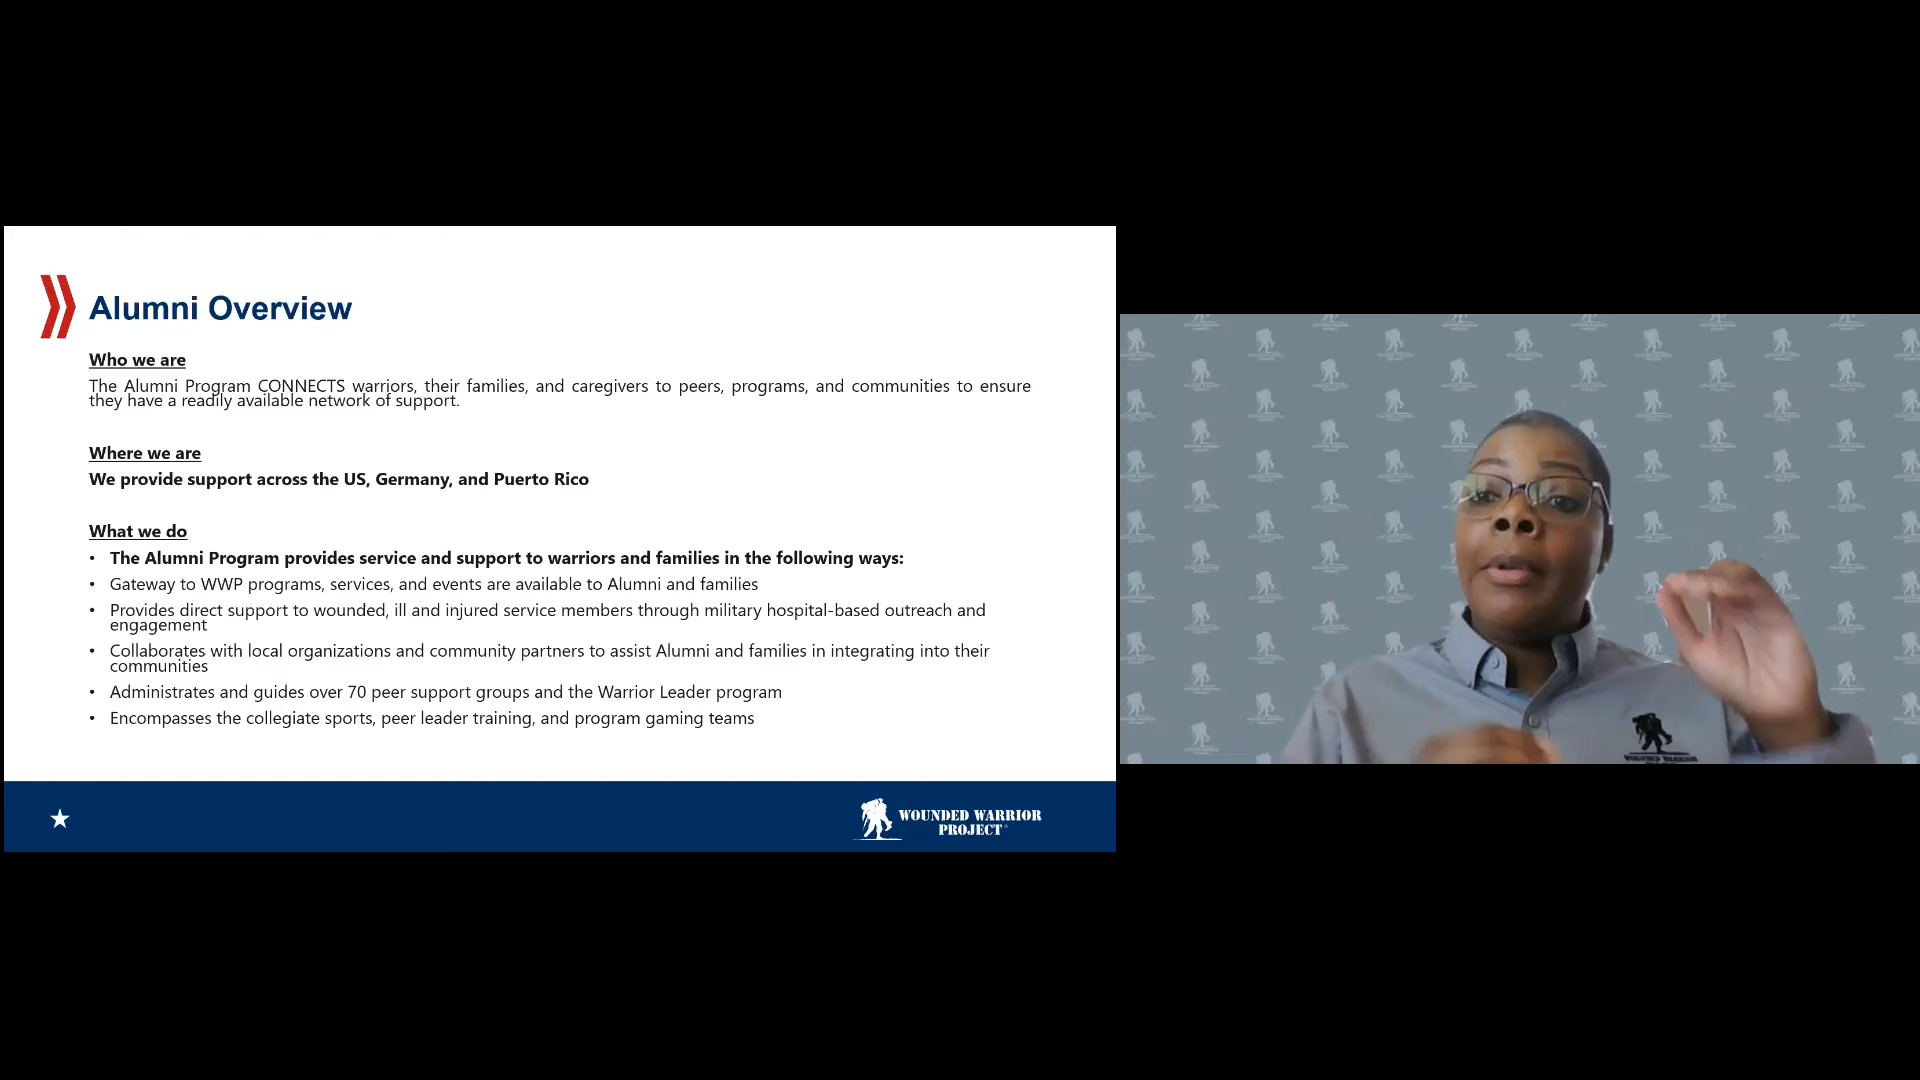 Alumni Overview
Who we are
The Alumni Program CONNECTS warriors, their families, and caregivers to peers, programs, and communities to ensure
they have a readily available network of support.
Where we are
We provide support across the US, Germany, and Puerto Rico
What we do
• The Alumni Program provides service and support to warriors and families in the following ways:
• Gateway to WWP programs, services, and events are available to Alumni and families
• Provides direct support to wounded, ill and injured service members through military hospital-based outreach and
engagement
• Collaborates with local organizations and community partners to assist Alumni and families in integrating into their
communities
• Administrates and guides over 70 peer support groups and the Warrior Leader program
• Encompasses the collegiate sports, peer leader training, and program gaming teams
WOUNDED WARRIOR
PROJECT
WOUNDED WARRIOR